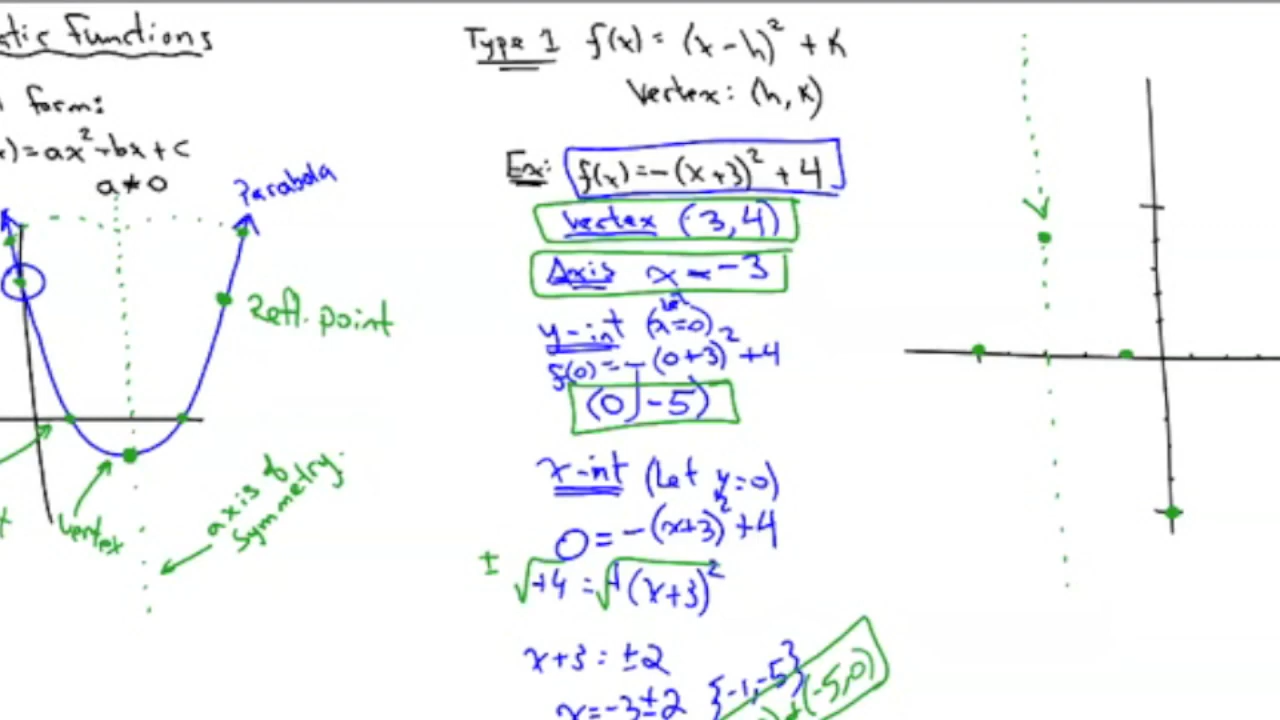 tic Functions
form:
x)=ax²+bx+c
a≠0
Parabola
Refl. point
vertex
axis of
symmetry.
Type 1 f(x) = (x-h)² + K
Vertex: (h, K)
Ex: f(x)=-(x+3)²+4
Vertex (-3,4)
Axis x=-3
y-int (let x=0)
f(0)=-(0+3)²+4
(0,-5)
x-int (Let y=0)
0=-(x+3)²+4
± √+4 = √+(x+3)²
x+3=±2
x=-3±2 {-1,-5}
(-5,0)